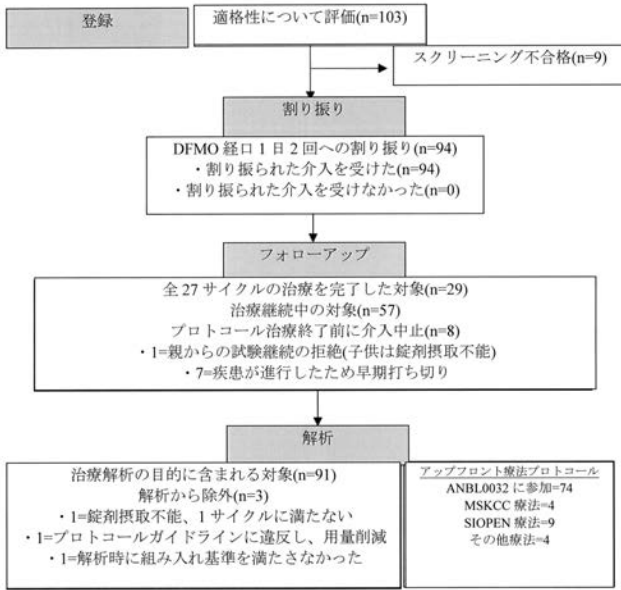 登録
適格性について評価(n=103)
スクリーニング不合格(n=9)
割り振り
DFMO 経口 1 日 2 回への割り振り(n=94)
・割り振られた介入を受けた(n=94)
・割り振られた介入を受けなかった(n=0)
フォローアップ
全 27 サイクルの治療を完了した対象(n=29)
治療継続中の対象(n=57)
プロトコール治療終了前に介入中止(n=8)
・1=親からの試験継続の拒絶(子供は錠剤摂取不能)
・7=疾患が進行したため早期打ち切り
解析
治療解析の目的に含まれる対象(n=91)
解析から除外(n=3)
・1=錠剤摂取不能、1 サイクルに満たない
・1=プロトコールガイドラインに違反し、用量削減
・1=解析時に組み入れ基準を満たさなかった
アップフロント療法プロトコール
ANBL0032 に参加=74
MSKCC 療法=4
SIOPEN 療法=9
その他療法=4